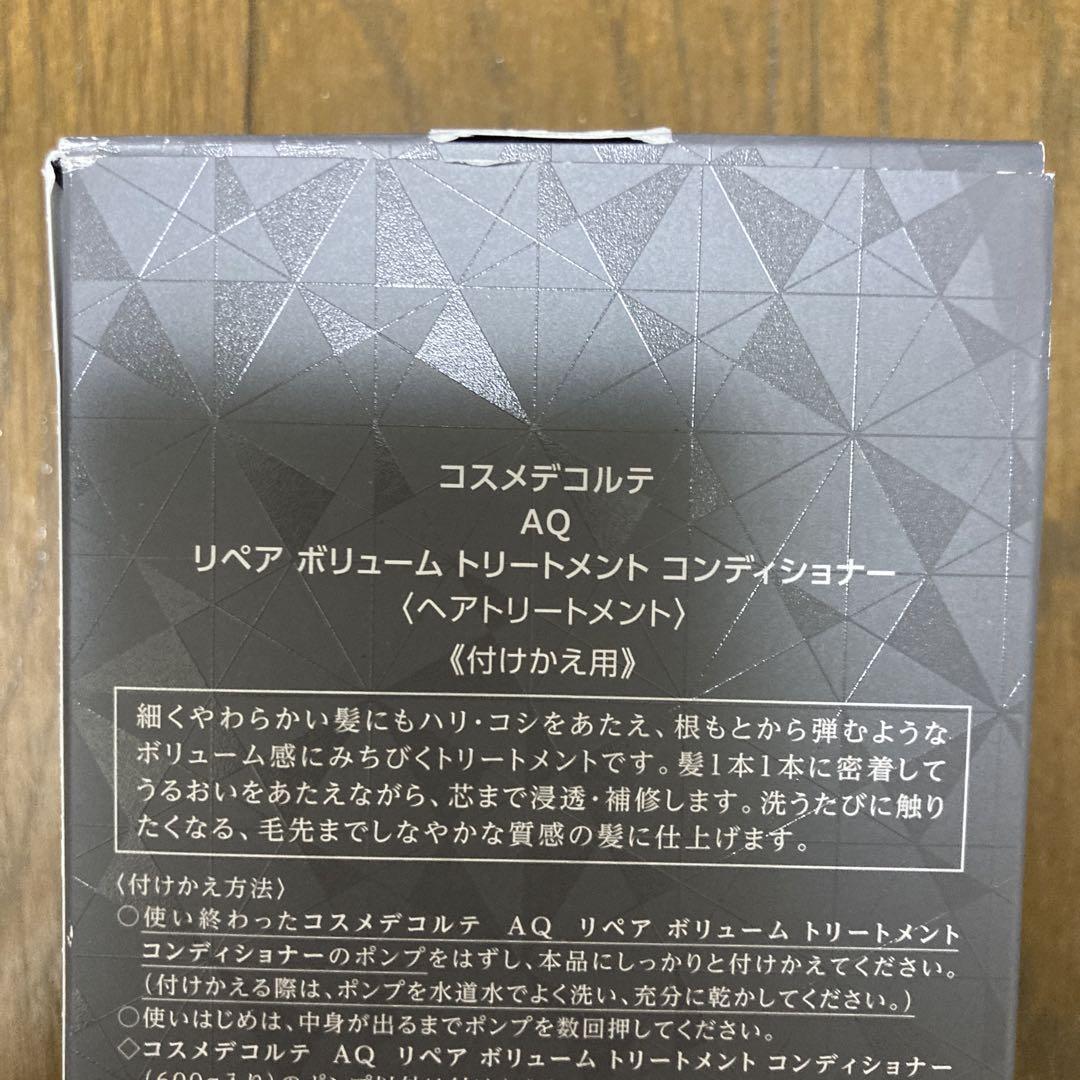 コスメデコルテ
AQ
リペア ボリューム トリートメント コンディショナー
〈ヘアトリートメント〉
《付けかえ用》
細くやわらかい髪にもハリ・コシをあたえ、根もとから弾むような
ボリューム感にみちびくトリートメントです。髪1本1本に密着して
うるおいをあたえながら、芯まで浸透・補修します。洗うたびに触り
たくなる、毛先までしなやかな質感の髪に仕上げます。
〈付けかえ方法〉
○使い終わったコスメデコルテ AQ リペア ボリューム トリートメント
コンディショナーのポンプをはずし、本品にしっかりと付けかえてください。
(付けかえる際は、ポンプを水道水でよく洗い、充分に乾かしてください。)
○使いはじめは、中身が出るまでポンプを数回押してください。
◇コスメデコルテ AQ リペア ボリューム トリートメント コンディショナー